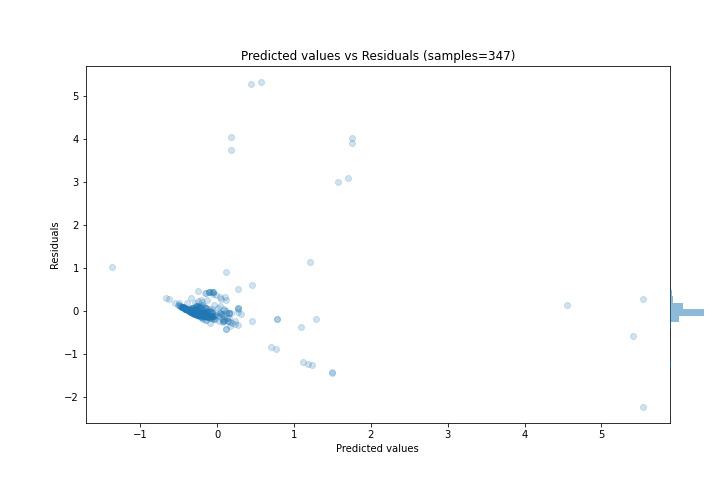 Predicted values vs Residuals (samples=347)
Residuals
5
4
3
2
1
0
−1
−2
−1 0 1 2 3 4 5
Predicted values